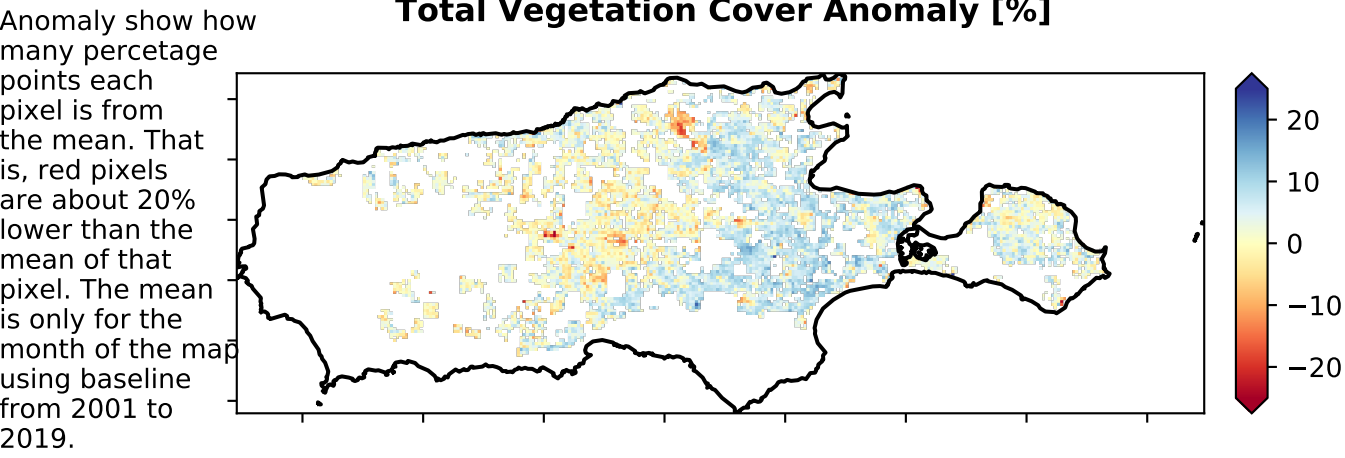 Total Vegetation Cover Anomaly [%]
Anomaly show how
many percetage
points each
pixel is from
the mean. That
is, red pixels
are about 20%
lower than the
mean of that
pixel. The mean
is only for the
month of the map
using baseline
from 2001 to
2019.
20
10
0
−10
−20